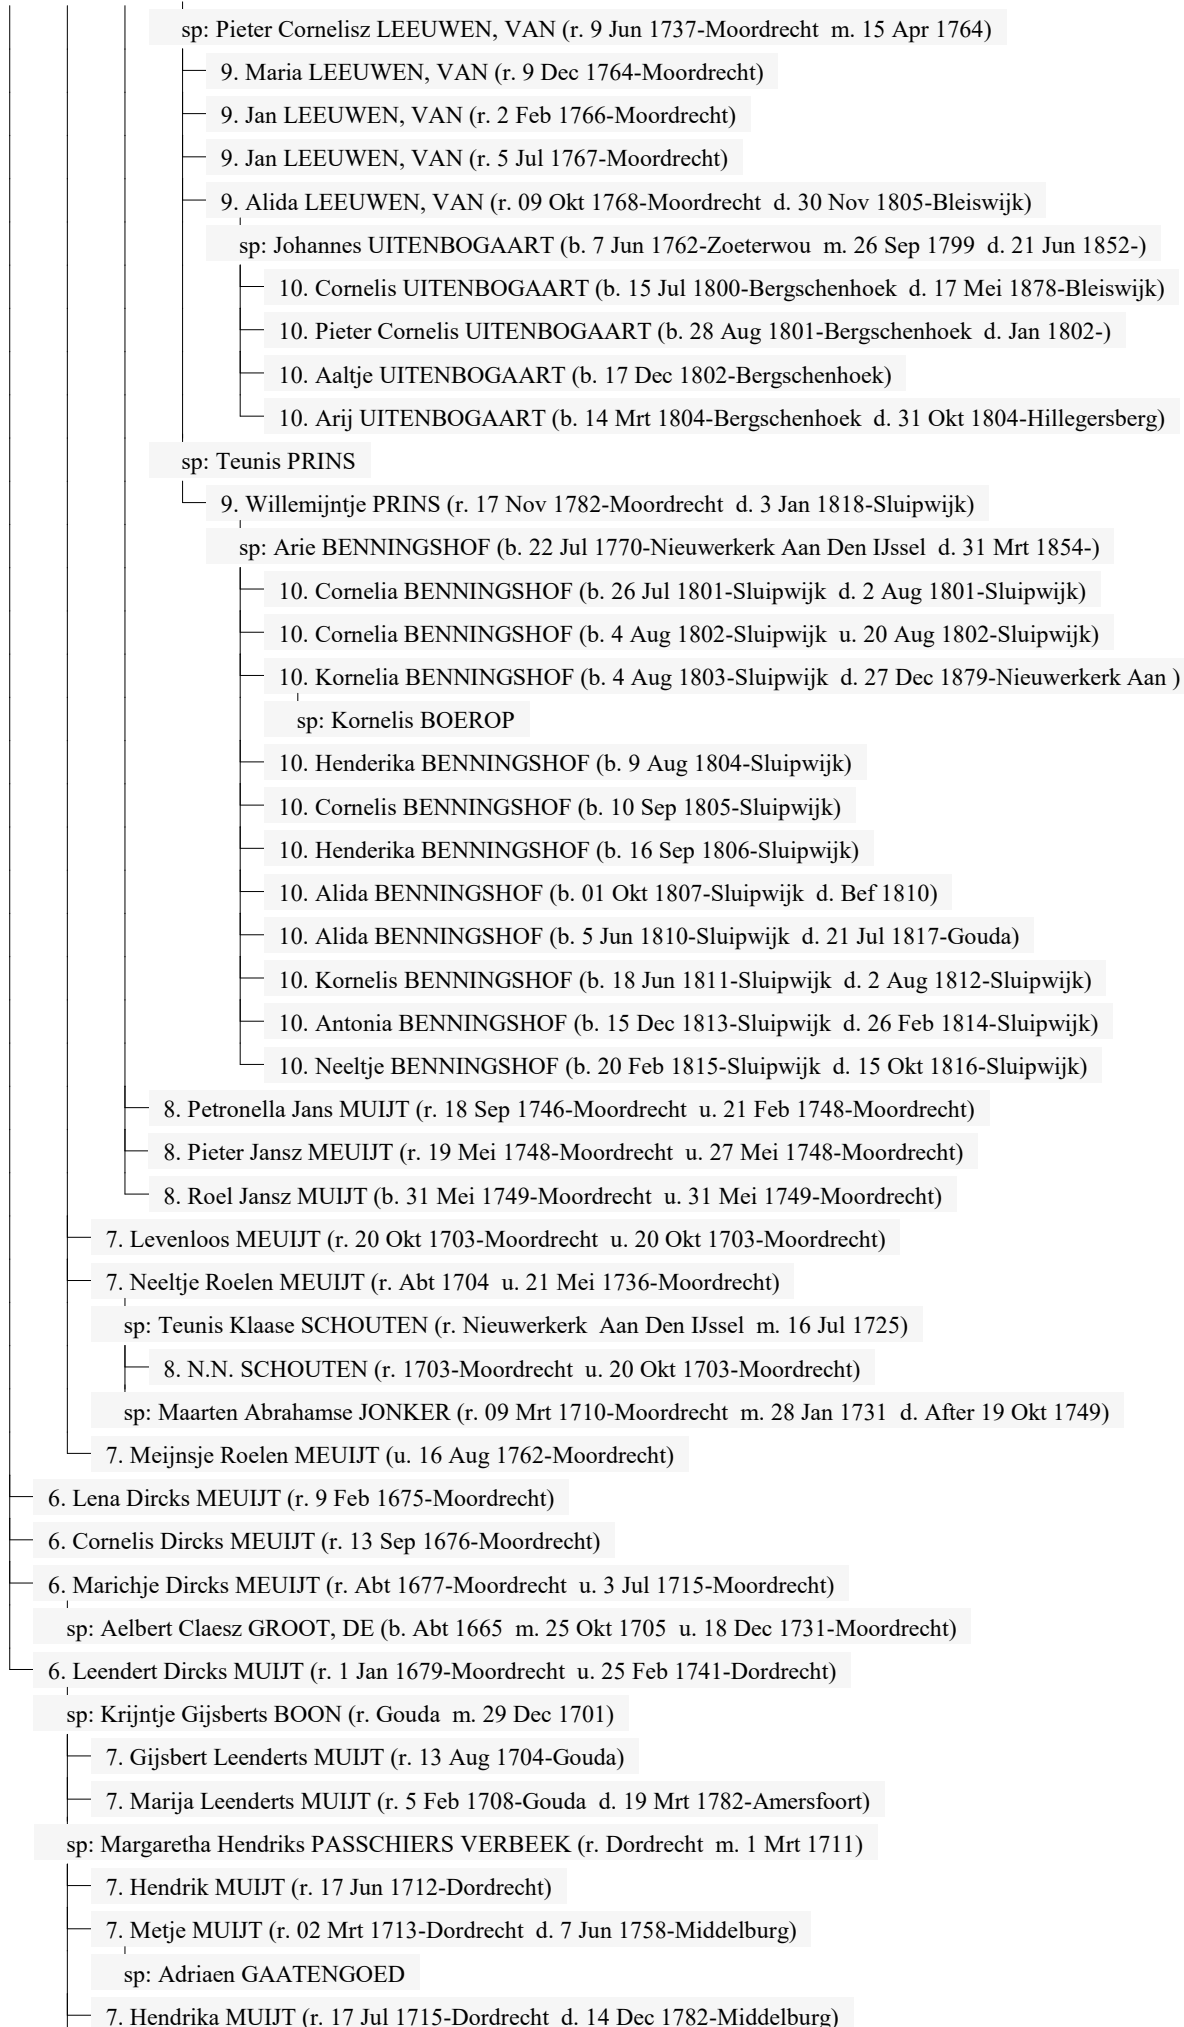 sp: Pieter Cornelisz LEEUWEN, VAN (r. 9 Jun 1737-Moordrecht m. 15 Apr 1764)
9. Maria LEEUWEN, VAN (r. 9 Dec 1764-Moordrecht)
9. Jan LEEUWEN, VAN (r. 2 Feb 1766-Moordrecht)
9. Jan LEEUWEN, VAN (r. 5 Jul 1767-Moordrecht)
9. Alida LEEUWEN, VAN (r. 09 Okt 1768-Moordrecht d. 30 Nov 1805-Bleiswijk)
sp: Johannes UITENBOGAART (b. 7 Jun 1762-Zoeterwou m. 26 Sep 1799 d. 21 Jun 1852-)
10. Cornelis UITENBOGAART (b. 15 Jul 1800-Bergschenhoek d. 17 Mei 1878-Bleiswijk)
10. Pieter Cornelis UITENBOGAART (b. 28 Aug 1801-Bergschenhoek d. Jan 1802-)
10. Aaltje UITENBOGAART (b. 17 Dec 1802-Bergschenhoek)
10. Arij UITENBOGAART (b. 14 Mrt 1804-Bergschenhoek d. 31 Okt 1804-Hillegersberg)
sp: Teunis PRINS
9. Willemijntje PRINS (r. 17 Nov 1782-Moordrecht d. 3 Jan 1818-Sluipwijk)
sp: Arie BENNINGSHOF (b. 22 Jul 1770-Nieuwerkerk Aan Den IJssel d. 31 Mrt 1854-)
10. Cornelia BENNINGSHOF (b. 26 Jul 1801-Sluipwijk d. 2 Aug 1801-Sluipwijk)
10. Cornelia BENNINGSHOF (b. 4 Aug 1802-Sluipwijk u. 20 Aug 1802-Sluipwijk)
10. Kornelia BENNINGSHOF (b. 4 Aug 1803-Sluipwijk d. 27 Dec 1879-Nieuwerkerk Aan )
sp: Kornelis BOEROP
10. Henderika BENNINGSHOF (b. 9 Aug 1804-Sluipwijk)
10. Cornelis BENNINGSHOF (b. 10 Sep 1805-Sluipwijk)
10. Henderika BENNINGSHOF (b. 16 Sep 1806-Sluipwijk)
10. Alida BENNINGSHOF (b. 01 Okt 1807-Sluipwijk d. Bef 1810)
10. Alida BENNINGSHOF (b. 5 Jun 1810-Sluipwijk d. 21 Jul 1817-Gouda)
10. Kornelis BENNINGSHOF (b. 18 Jun 1811-Sluipwijk d. 2 Aug 1812-Sluipwijk)
10. Antonia BENNINGSHOF (b. 15 Dec 1813-Sluipwijk d. 26 Feb 1814-Sluipwijk)
10. Neeltje BENNINGSHOF (b. 20 Feb 1815-Sluipwijk d. 15 Okt 1816-Sluipwijk)
8. Petronella Jans MUIJT (r. 18 Sep 1746-Moordrecht u. 21 Feb 1748-Moordrecht)
8. Pieter Jansz MEUIJT (r. 19 Mei 1748-Moordrecht u. 27 Mei 1748-Moordrecht)
8. Roel Jansz MUIJT (b. 31 Mei 1749-Moordrecht u. 31 Mei 1749-Moordrecht)
7. Levenloos MEUIJT (r. 20 Okt 1703-Moordrecht u. 20 Okt 1703-Moordrecht)
7. Neeltje Roelen MEUIJT (r. Abt 1704 u. 21 Mei 1736-Moordrecht)
sp: Teunis Klaase SCHOUTEN (r. Nieuwerkerk Aan Den IJssel m. 16 Jul 1725)
8. N.N. SCHOUTEN (r. 1703-Moordrecht u. 20 Okt 1703-Moordrecht)
sp: Maarten Abrahamse JONKER (r. 09 Mrt 1710-Moordrecht m. 28 Jan 1731 d. After 19 Okt 1749)
7. Meijnsje Roelen MEUIJT (u. 16 Aug 1762-Moordrecht)
6. Lena Dircks MEUIJT (r. 9 Feb 1675-Moordrecht)
6. Cornelis Dircks MEUIJT (r. 13 Sep 1676-Moordrecht)
6. Marichje Dircks MEUIJT (r. Abt 1677-Moordrecht u. 3 Jul 1715-Moordrecht)
sp: Aelbert Claesz GROOT, DE (b. Abt 1665 m. 25 Okt 1705 u. 18 Dec 1731-Moordrecht)
6. Leendert Dircks MUIJT (r. 1 Jan 1679-Moordrecht u. 25 Feb 1741-Dordrecht)
sp: Krijntje Gijsberts BOON (r. Gouda m. 29 Dec 1701)
7. Gijsbert Leenderts MUIJT (r. 13 Aug 1704-Gouda)
7. Marija Leenderts MUIJT (r. 5 Feb 1708-Gouda d. 19 Mrt 1782-Amersfoort)
sp: Margaretha Hendriks PASSCHIERS VERBEEK (r. Dordrecht m. 1 Mrt 1711)
7. Hendrik MUIJT (r. 17 Jun 1712-Dordrecht)
7. Metje MUIJT (r. 02 Mrt 1713-Dordrecht d. 7 Jun 1758-Middelburg)
sp: Adriaen GAATENGOED
7. Hendrika MUIJT (r. 17 Jul 1715-Dordrecht d. 14 Dec 1782-Middelburg)